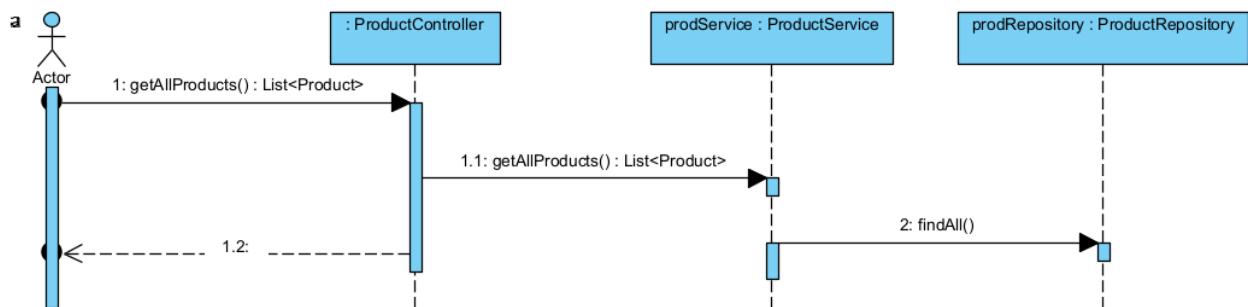 a
: ProductController
prodService : ProductService
prodRepository : ProductRepository
Actor
1: getAllProducts() : List<Product>
1.1: getAllProducts() : List<Product>
2: findAll()
1.2: